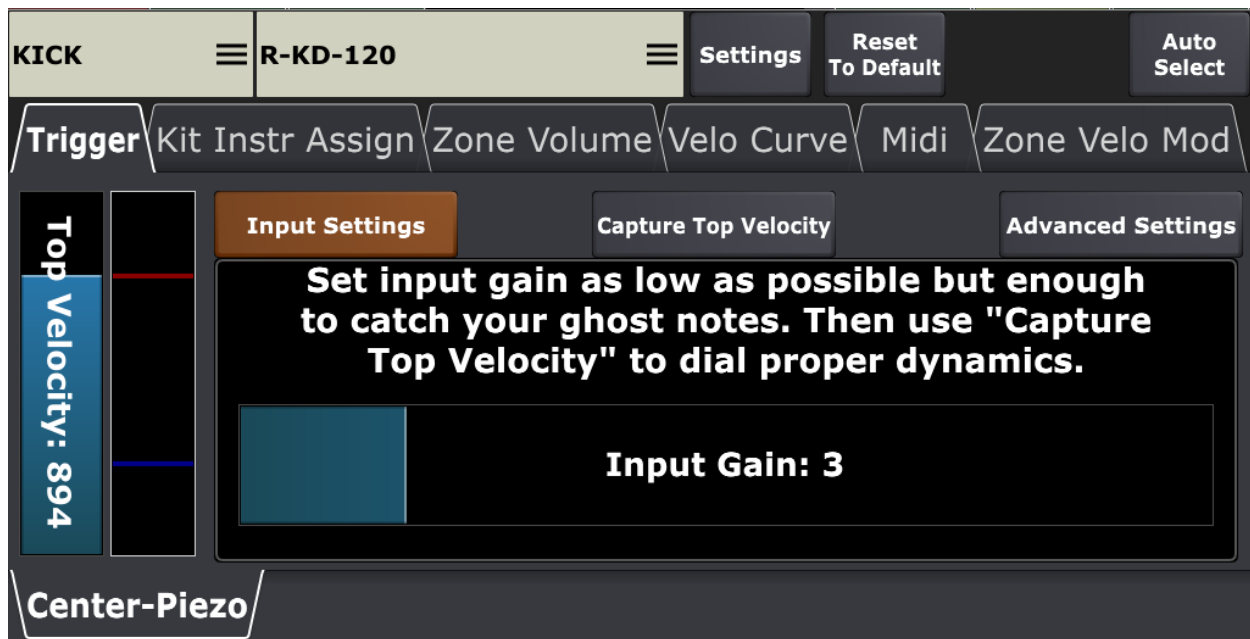 KICK
R-KD-120
Settings
Reset
To Default
Auto
Select
Trigger
Kit Instr Assign
Zone Volume
Velo Curve
Midi
Zone Velo Mod
Top Velocity: 894
Input Settings
Capture Top Velocity
Advanced Settings
Set input gain as low as possible but enough
to catch your ghost notes. Then use "Capture
Top Velocity" to dial proper dynamics.
Input Gain: 3
Center-Piezo